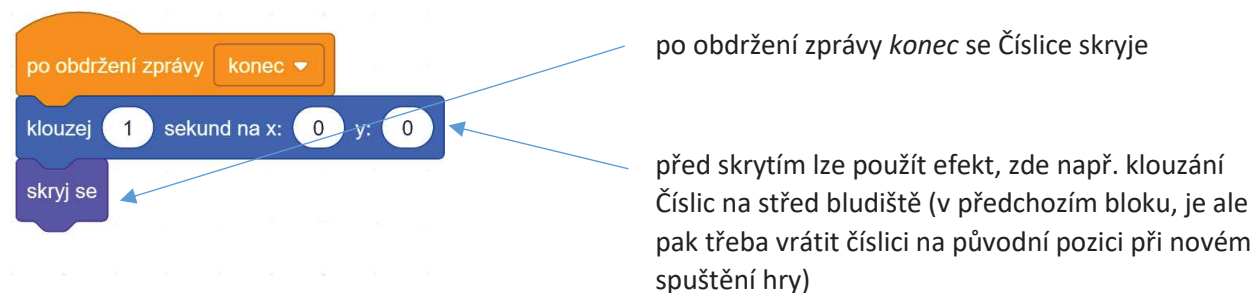 po obdržení zprávy konec
klouzej 1 sekund na x: 0 y: 0
skryj se
po obdržení zprávy konec se Číslice skryje
před skrytím lze použít efekt, zde např. klouzání
Číslic na střed bludiště (v předchozím bloku, je ale
pak třeba vrátit číslici na původní pozici při novém
spuštění hry)